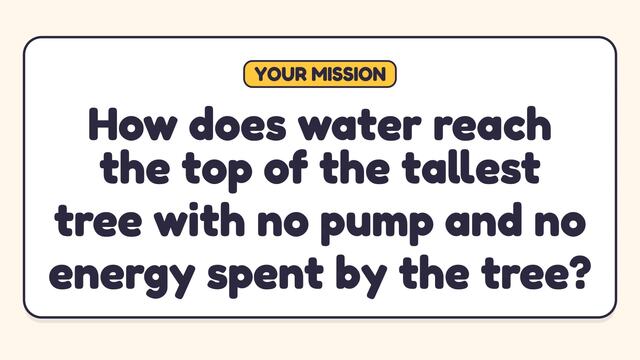 YOUR MISSION
How does water reach
the top of the tallest
tree with no pump and no
energy spent by the tree?